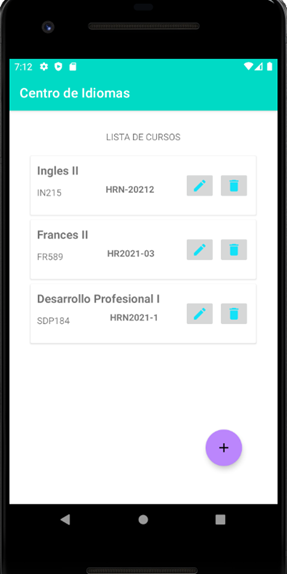 7:12
Centro de Idiomas
LISTA DE CURSOS
Ingles II
IN215 HRN-20212
Frances II
FR589 HR2021-03
Desarrollo Profesional I
SDP184 HRN2021-1
+